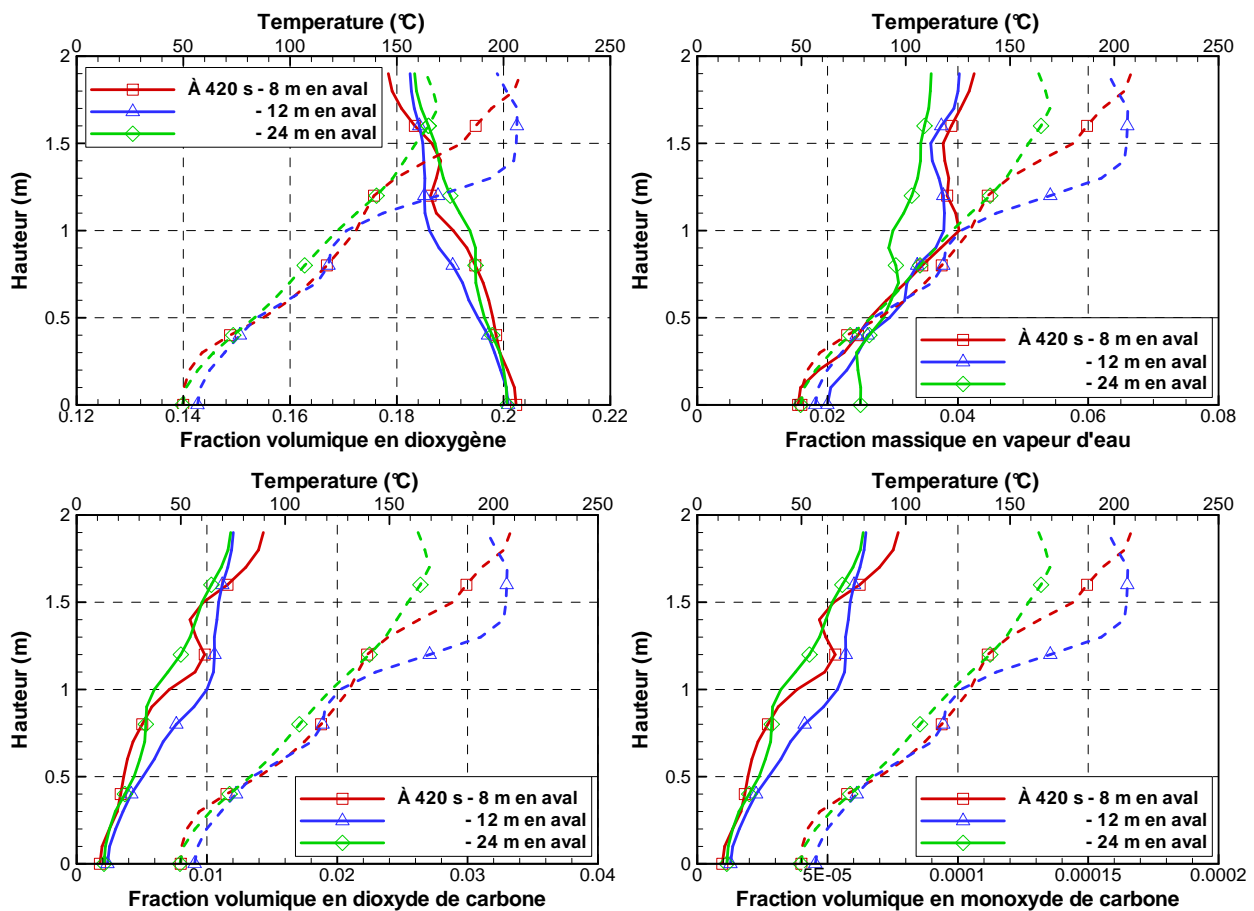 Temperature (°C)
0 50 100 150 200 250
2
1.5
1
0.5
0
Hauteur (m)
À 420 s - 8 m en aval
- 12 m en aval
- 24 m en aval
0.12 0.14 0.16 0.18 0.2 0.22
Fraction volumique en dioxygène
Temperature (°C)
0 50 100 150 200 250
2
1.5
1
0.5
0
Hauteur (m)
À 420 s - 8 m en aval
- 12 m en aval
- 24 m en aval
0 0.02 0.04 0.06 0.08
Fraction massique en vapeur d'eau
Temperature (°C)
0 50 100 150 200 250
2
1.5
1
0.5
0
Hauteur (m)
À 420 s - 8 m en aval
- 12 m en aval
- 24 m en aval
0 0.01 0.02 0.03 0.04
Fraction volumique en dioxyde de carbone
Temperature (°C)
0 50 100 150 200 250
2
1.5
1
0.5
0
Hauteur (m)
À 420 s - 8 m en aval
- 12 m en aval
- 24 m en aval
0 5E-05 0.0001 0.00015 0.0002
Fraction volumique en monoxyde de carbone